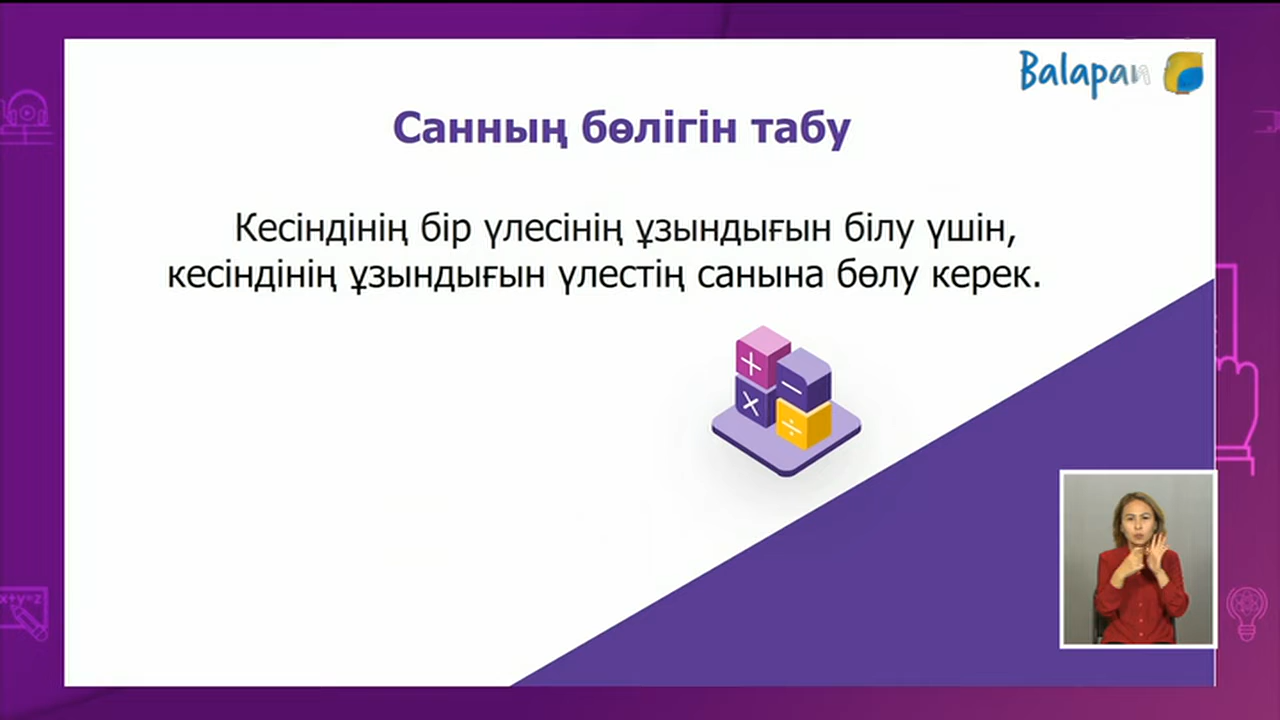 Balapan
Санның бөлігін табу
Кесіндінің бір үлесінің ұзындығын білу үшін,
кесіндінің ұзындығын үлестің санына бөлу керек.
x+y=z